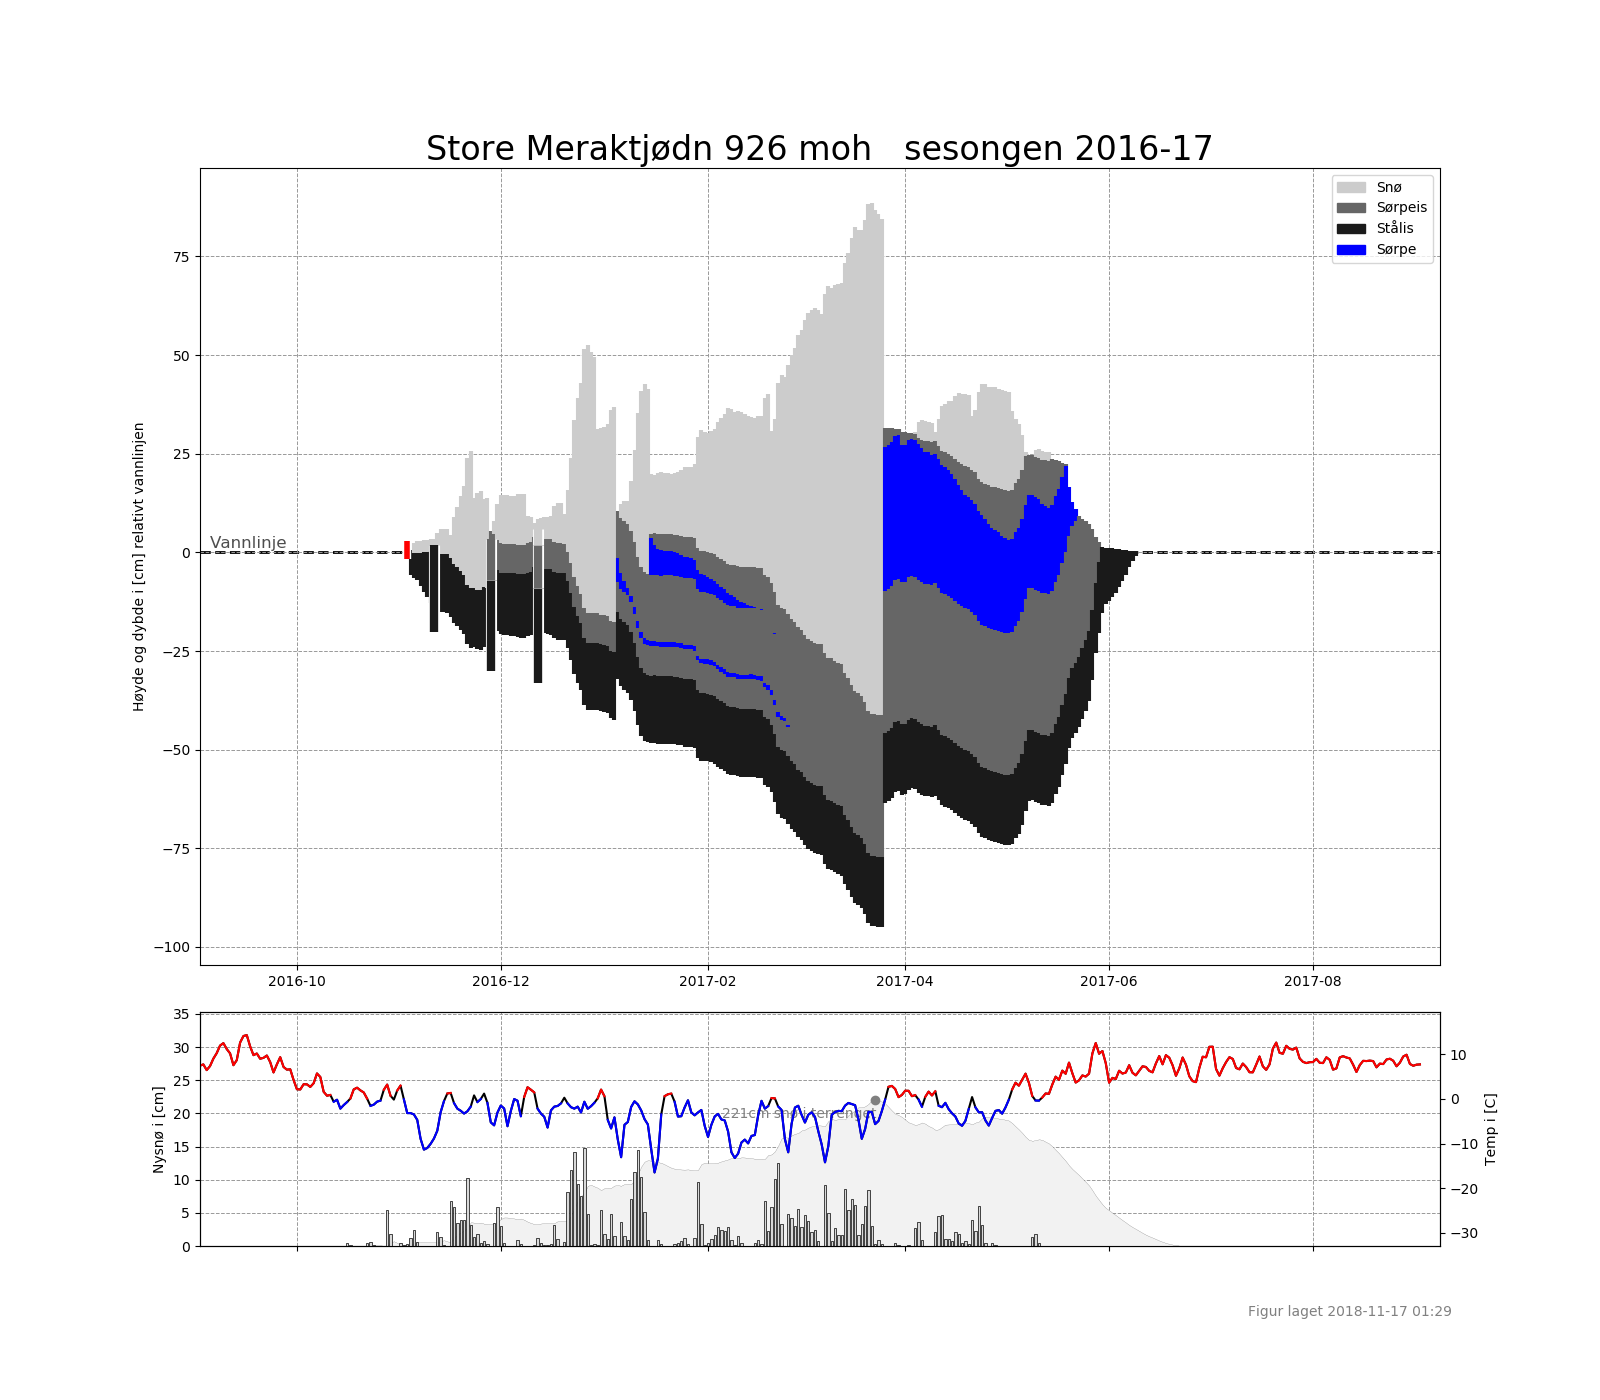 Store Meraktjødn 926 moh   sesongen 2016-17
Snø
Sørpeis
Stålis
Sørpe
Høyde og dybde i [cm] relativt vannlinjen
75
50
25
0
−25
−50
−75
−100
Vannlinje
2016-10
2016-12
2017-02
2017-04
2017-06
2017-08
Nysnø i [cm]
35
30
25
20
15
10
5
0
221cm snø i terrenget
10
0
−10
−20
−30
Temp i [C]
Figur laget 2018-11-17 01:29